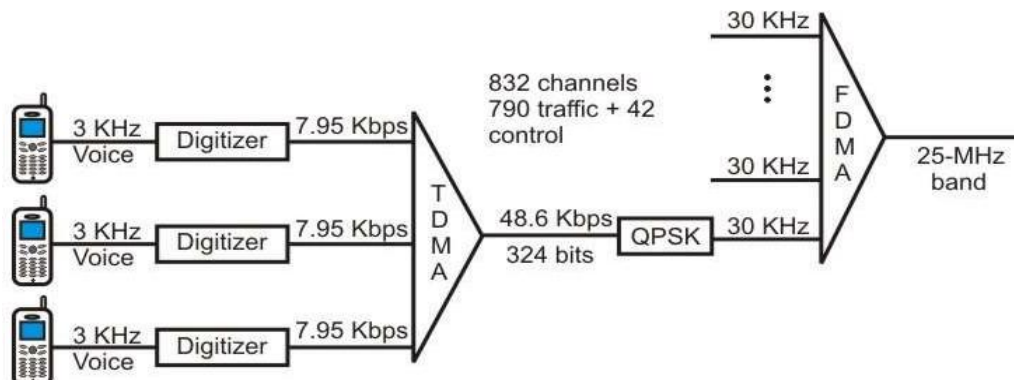 30 KHz
832 channels
790 traffic + 42
control
FDMA
3 KHz
Voice
Digitizer
7.95 Kbps
30 KHz
25-MHz
band
TDMA
3 KHz
Voice
Digitizer
7.95 Kbps
48.6 Kbps
324 bits
QPSK
30 KHz
3 KHz
Voice
Digitizer
7.95 Kbps